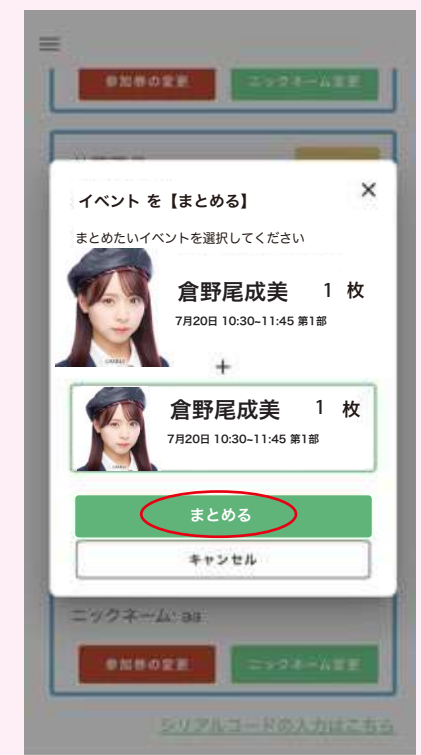 参加券の変更 ニックネーム変更
イベント を【まとめる】 ×
まとめたいイベントを選択してください
倉野尾成美 1 枚
7月20日 10:30~11:45 第1部
+
倉野尾成美 1 枚
7月20日 10:30~11:45 第1部
まとめる
キャンセル
ニックネーム: aa
参加券の変更 ニックネーム変更
シリアルコードの入力はこちら